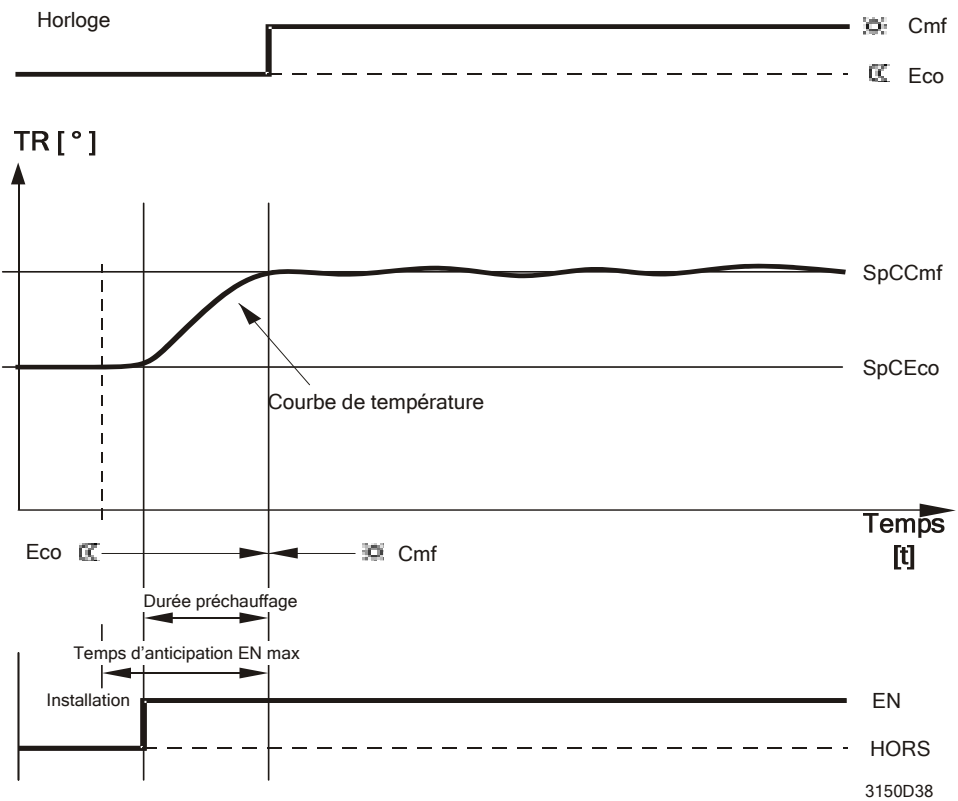 Horloge
Cmf
Eco
TR [ ° ]
SpCCmf
SpCEco
Courbe de température
Temps
[t]
Eco
Cmf
Durée préchauffage
Temps d'anticipation EN max
Installation
EN
HORS
3150D38